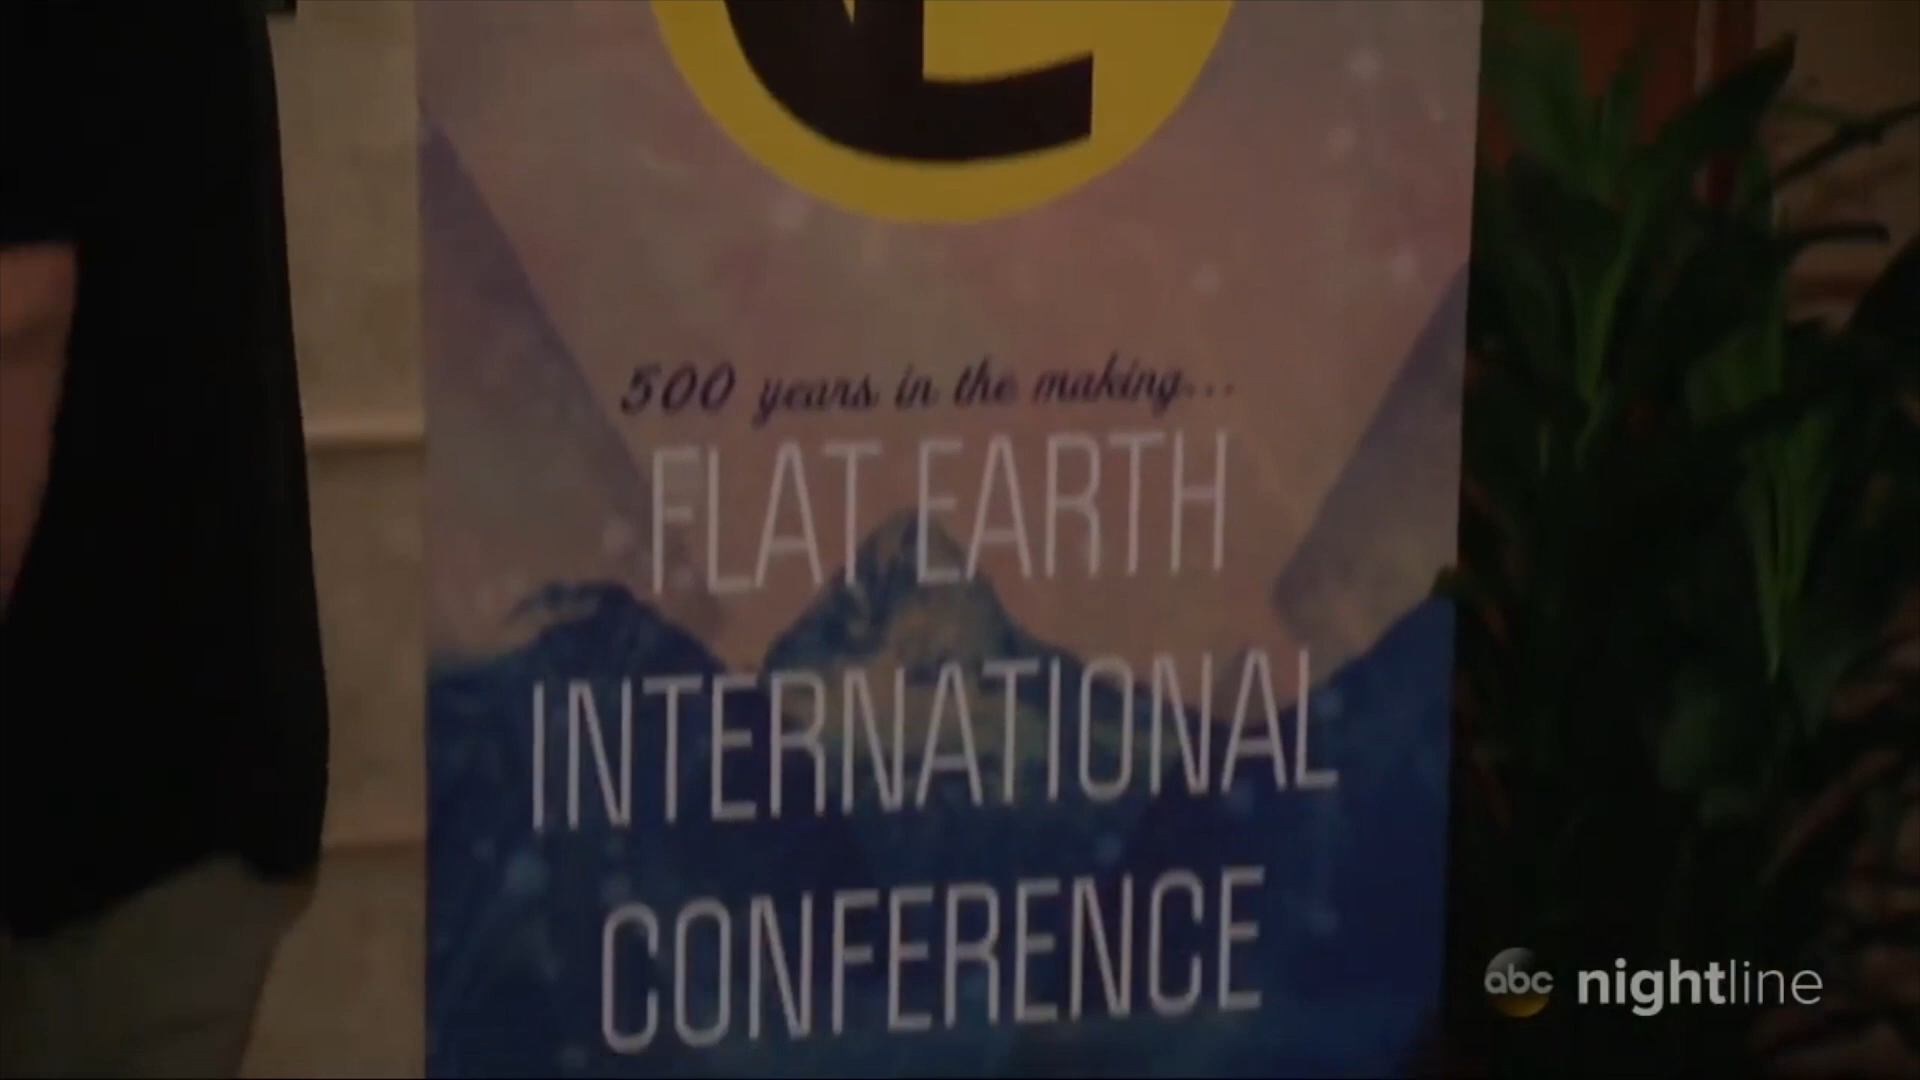 500 years in the making...
FLAT EARTH
INTERNATIONAL
CONFERENCE
abc nightline